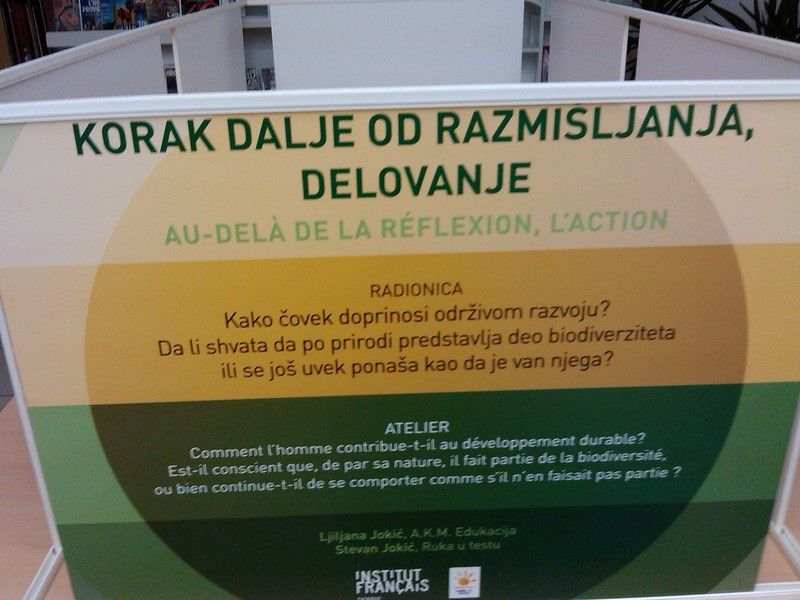 KORAK DALJE OD RAZMIŠLJANJA,
DELOVANJE
AU-DELÀ DE LA RÉFLEXION, L'ACTION
RADIONICA
Kako čovek doprinosi održivom razvoju?
Da li shvata da po prirodi predstavlja deo biodiverziteta
ili se još uvek ponaša kao da je van njega?
ATELIER
Comment l'homme contribue-t-il au développement durable?
Est-il conscient que, de par sa nature, il fait partie de la biodiversité,
ou bien continue-t-il de se comporter comme s'il n'en faisait pas partie ?
Ljiljana Jokić, A.K.M. Edukacija
Stevan Jokić, Ruka u testu
INSTITUT
FRANÇAIS